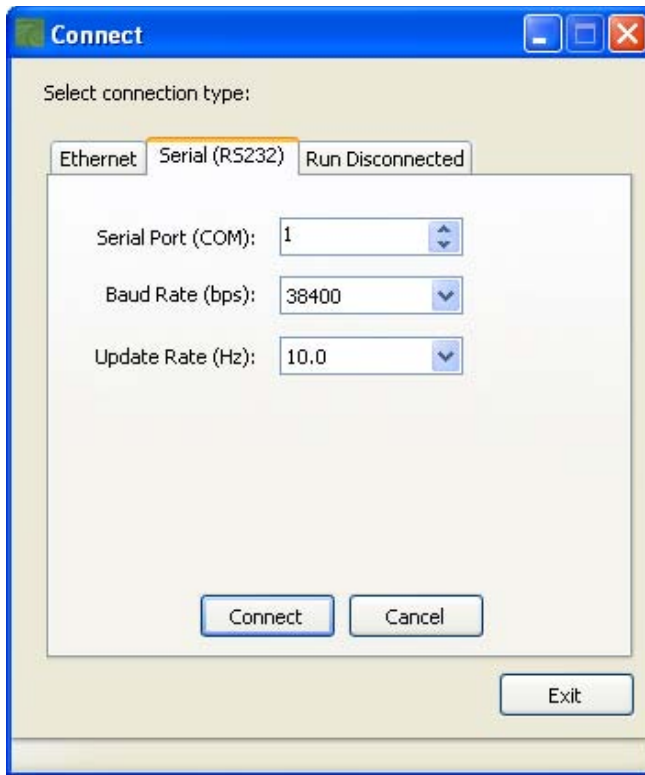 Connect
Select connection type:
Ethernet Serial (RS232) Run Disconnected
Serial Port (COM): 1
Baud Rate (bps): 38400
Update Rate (Hz): 10.0
Connect Cancel
Exit